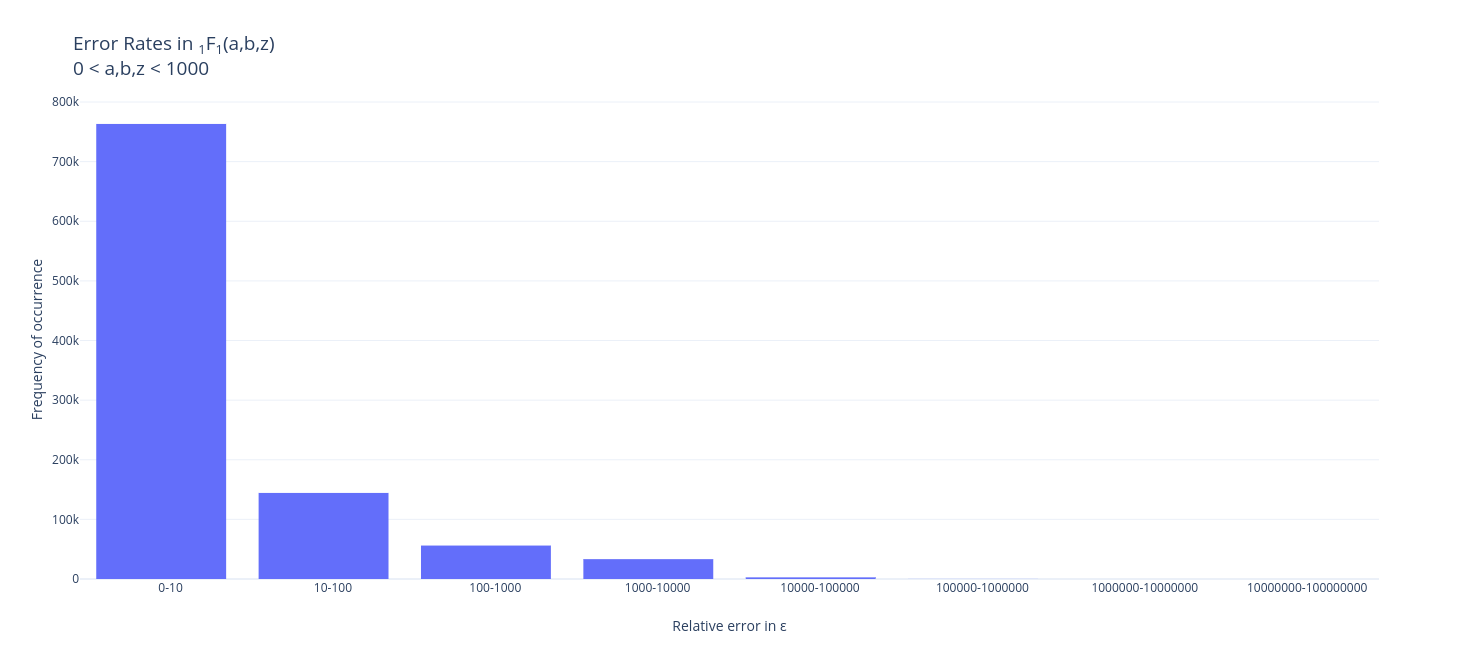 Error Rates in ₁F₁(a,b,z)
0 < a,b,z < 1000
800k
700k
600k
500k
400k
300k
200k
100k
0
Frequency of occurrence
0-10 10-100 100-1000 1000-10000 10000-100000 100000-1000000 1000000-10000000 10000000-100000000
Relative error in ε